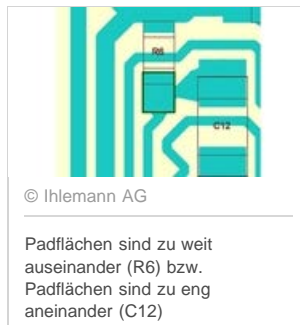 R6
C12
© Ihlemann AG
Padflächen sind zu weit
auseinander (R6) bzw.
Padflächen sind zu eng
aneinander (C12)